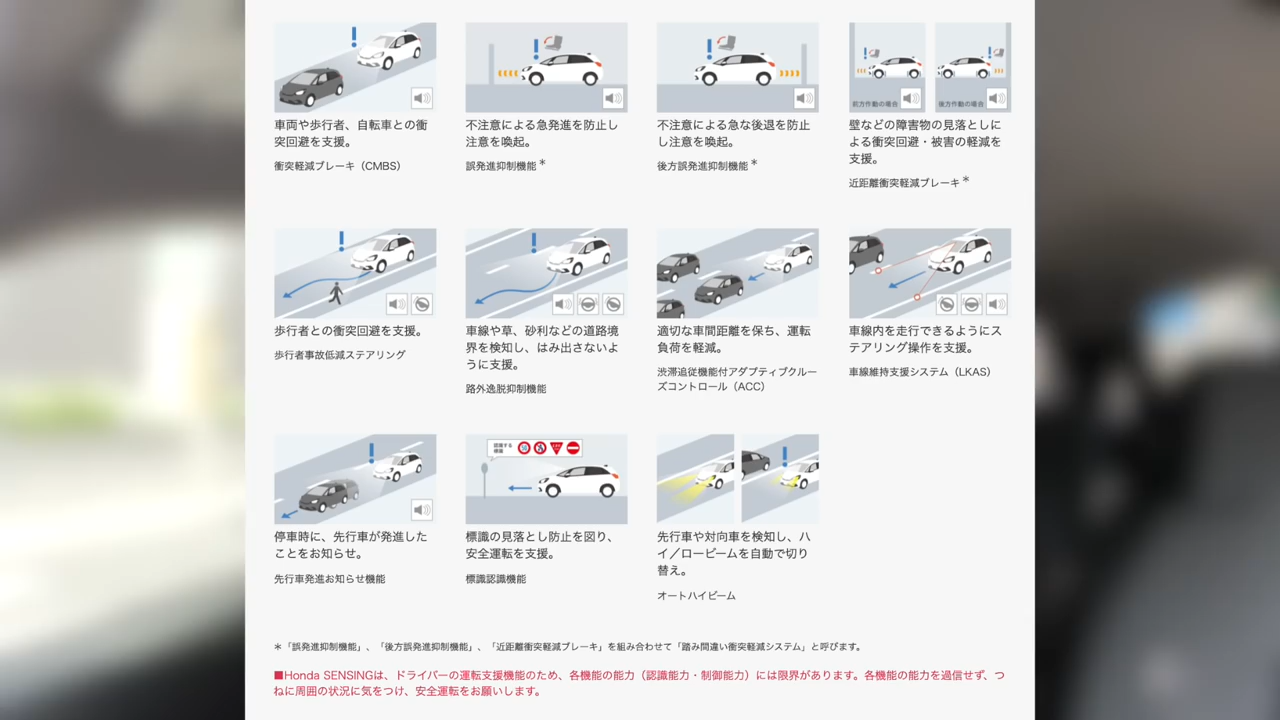 前方作動の場合
後方作動の場合
車両や歩行者、自転車との衝
突回避を支援。
衝突軽減ブレーキ（CMBS）
不注意による急発進を防止し
注意を喚起。
誤発進抑制機能＊
不注意による急な後退を防止
し注意を喚起。
後方誤発進抑制機能＊
壁などの障害物の見落としに
よる衝突回避・被害の軽減を
支援。
近距離衝突軽減ブレーキ＊
歩行者との衝突回避を支援。
歩行者事故低減ステアリング
車線や草、砂利などの道路境
界を検知し、はみ出さないよ
うに支援。
路外逸脱抑制機能
適切な車間距離を保ち、運転
負荷を軽減。
渋滞追従機能付アダプティブクルー
ズコントロール（ACC）
車線内を走行できるようにス
テアリング操作を支援。
車線維持支援システム（LKAS）
停車時に、先行車が発進した
ことをお知らせ。
先行車発進お知らせ機能
認識する
標識
50
標識の見落とし防止を図り、
安全運転を支援。
標識認識機能
先行車や対向車を検知し、ハ
イ／ロービームを自動で切り
替え。
オートハイビーム
＊「誤発進抑制機能」、「後方誤発進抑制機能」、「近距離衝突軽減ブレーキ」を組み合わせて「踏み間違い衝突軽減システム」と呼びます。
■Honda SENSINGは、ドライバーの運転支援機能のため、各機能の能力（認識能力・制御能力）には限界があります。各機能の能力を過信せず、つ
ねに周囲の状況に気をつけ、安全運転をお願いします。